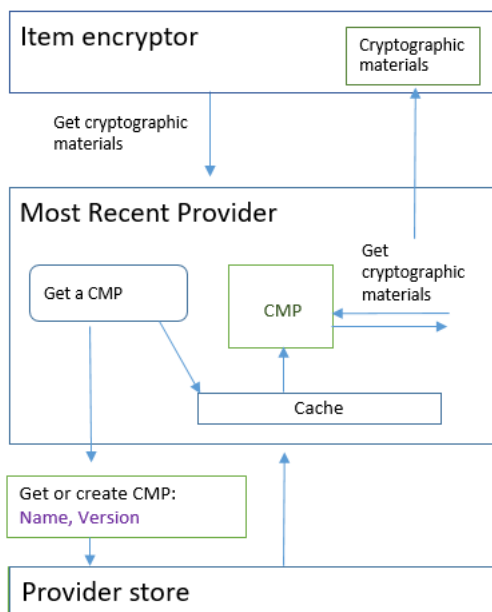 Item encryptor
Cryptographic
materials
Get cryptographic
materials
Most Recent Provider
Get
cryptographic
materials
Get a CMP
CMP
Cache
Get or create CMP:
Name, Version
Provider store